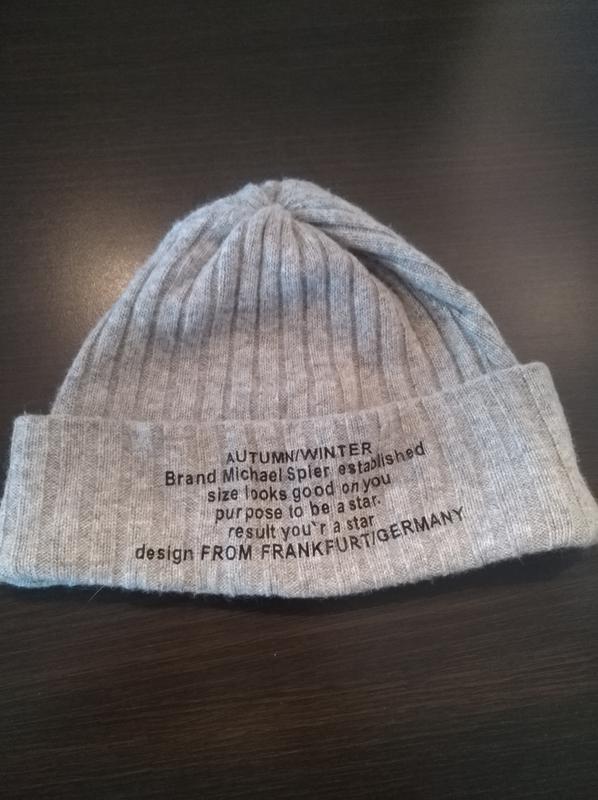 AUTUMN/WINTER
Brand Michael Spler established
size looks good on you
purpose to be a star.
result you`r a star
design FROM FRANKFURT/GERMANY